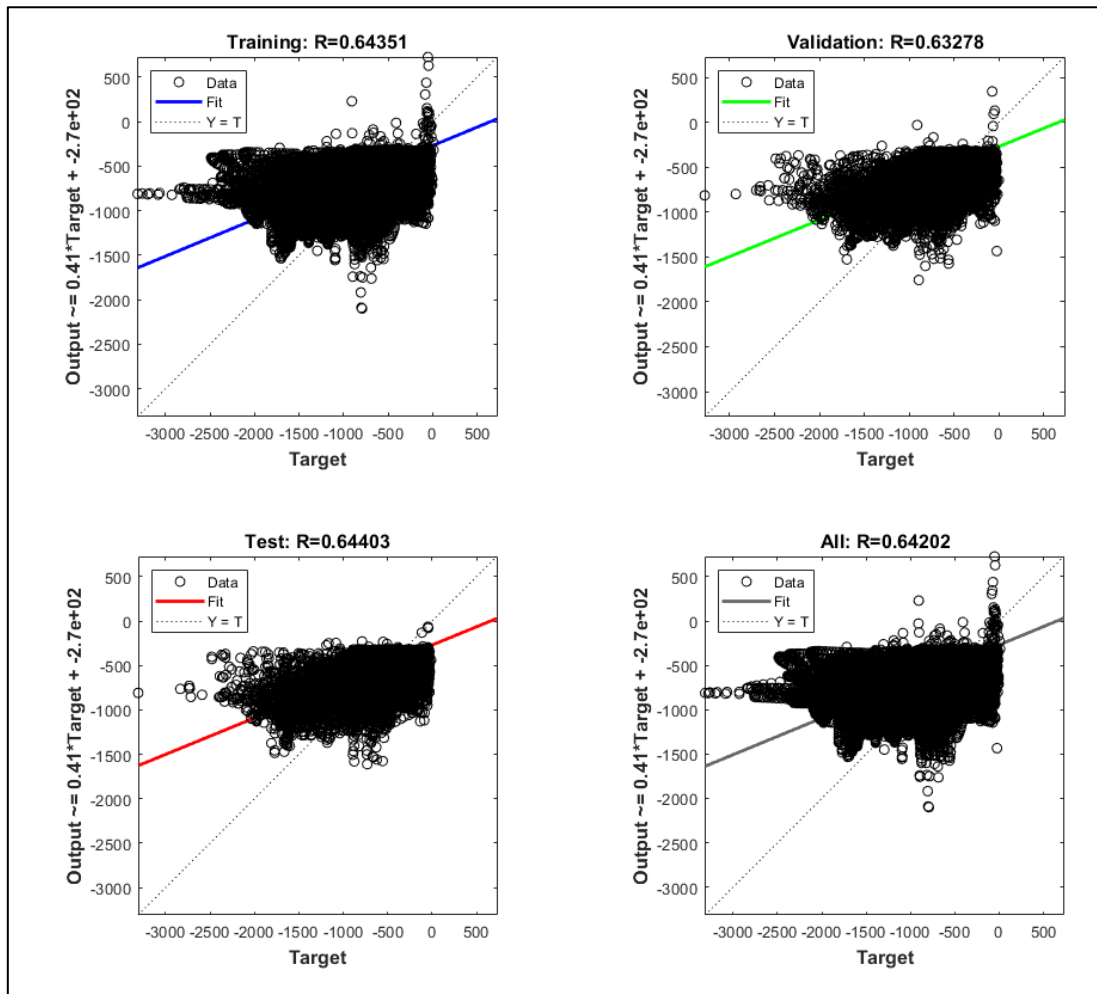 Training: R=0.64351
Output ~= 0.41*Target + -2.7e+02
500
0
-500
-1000
-1500
-2000
-2500
-3000
Data
Fit
Y = T
-3000 -2500 -2000 -1500 -1000 -500 0 500
Target
Validation: R=0.63278
Output ~= 0.41*Target + -2.7e+02
500
0
-500
-1000
-1500
-2000
-2500
-3000
Data
Fit
Y = T
-3000 -2500 -2000 -1500 -1000 -500 0 500
Target
Test: R=0.64403
Output ~= 0.41*Target + -2.7e+02
500
0
-500
-1000
-1500
-2000
-2500
-3000
Data
Fit
Y = T
-3000 -2500 -2000 -1500 -1000 -500 0 500
Target
All: R=0.64202
Output ~= 0.41*Target + -2.7e+02
500
0
-500
-1000
-1500
-2000
-2500
-3000
Data
Fit
Y = T
-3000 -2500 -2000 -1500 -1000 -500 0 500
Target